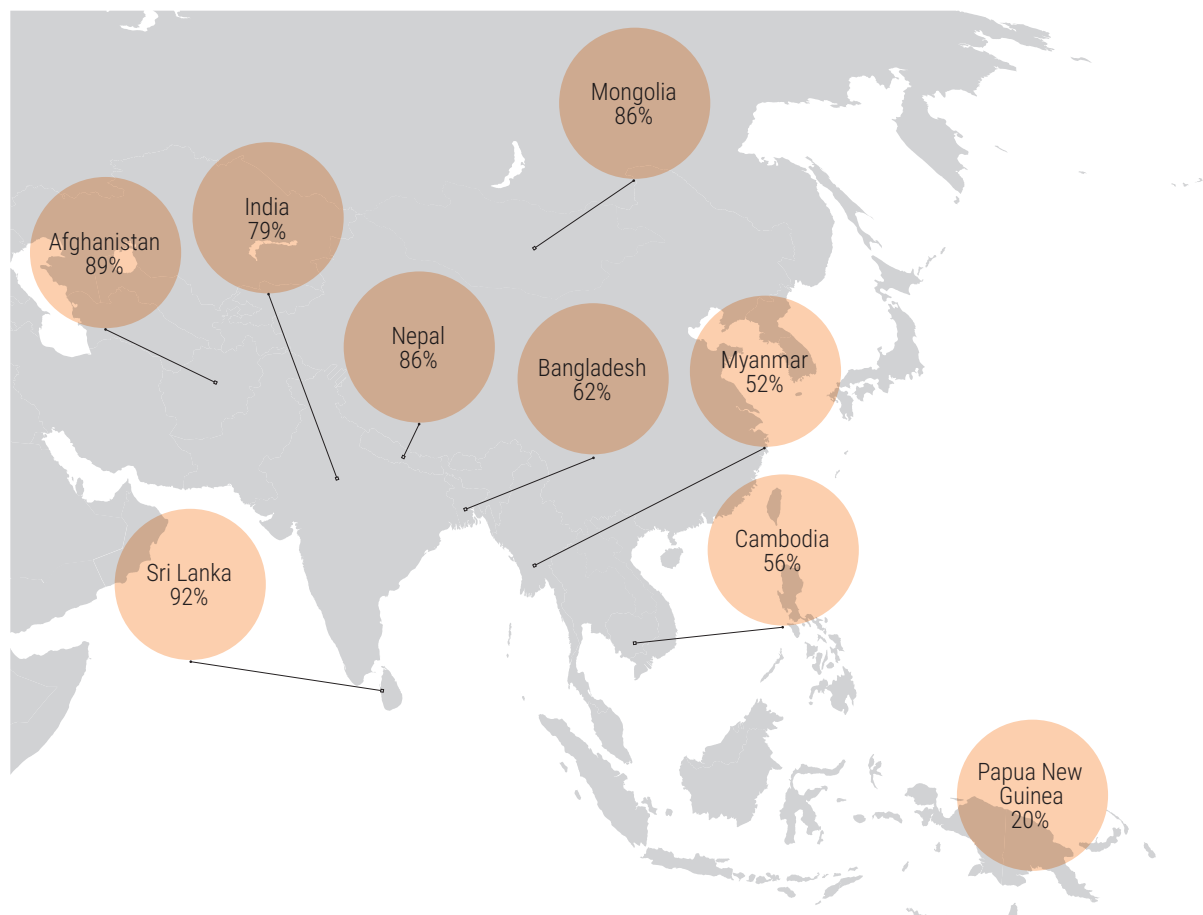 Mongolia
86%
India
79%
Afghanistan
89%
Nepal
86%
Bangladesh
62%
Myanmar
52%
Cambodia
56%
Sri Lanka
92%
Papua New
Guinea
20%